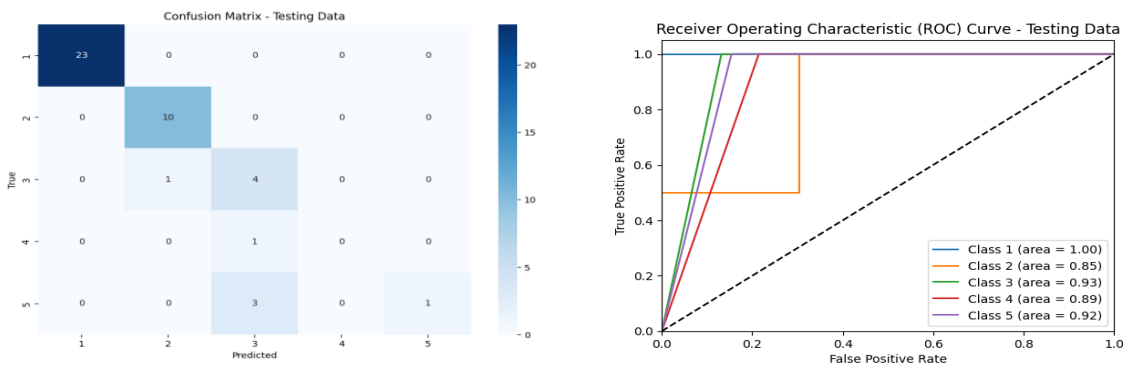 Confusion Matrix - Testing Data
True
1 23 0 0 0 0
2 0 10 0 0 0
3 0 1 4 0 0
4 0 0 1 0 0
5 0 0 3 0 1
1 2 3 4 5
Predicted
20
15
10
5
0
Receiver Operating Characteristic (ROC) Curve - Testing Data
True Positive Rate
1.0
0.8
0.6
0.4
0.2
0.0
0.0 0.2 0.4 0.6 0.8 1.0
False Positive Rate
Class 1 (area = 1.00)
Class 2 (area = 0.85)
Class 3 (area = 0.93)
Class 4 (area = 0.89)
Class 5 (area = 0.92)